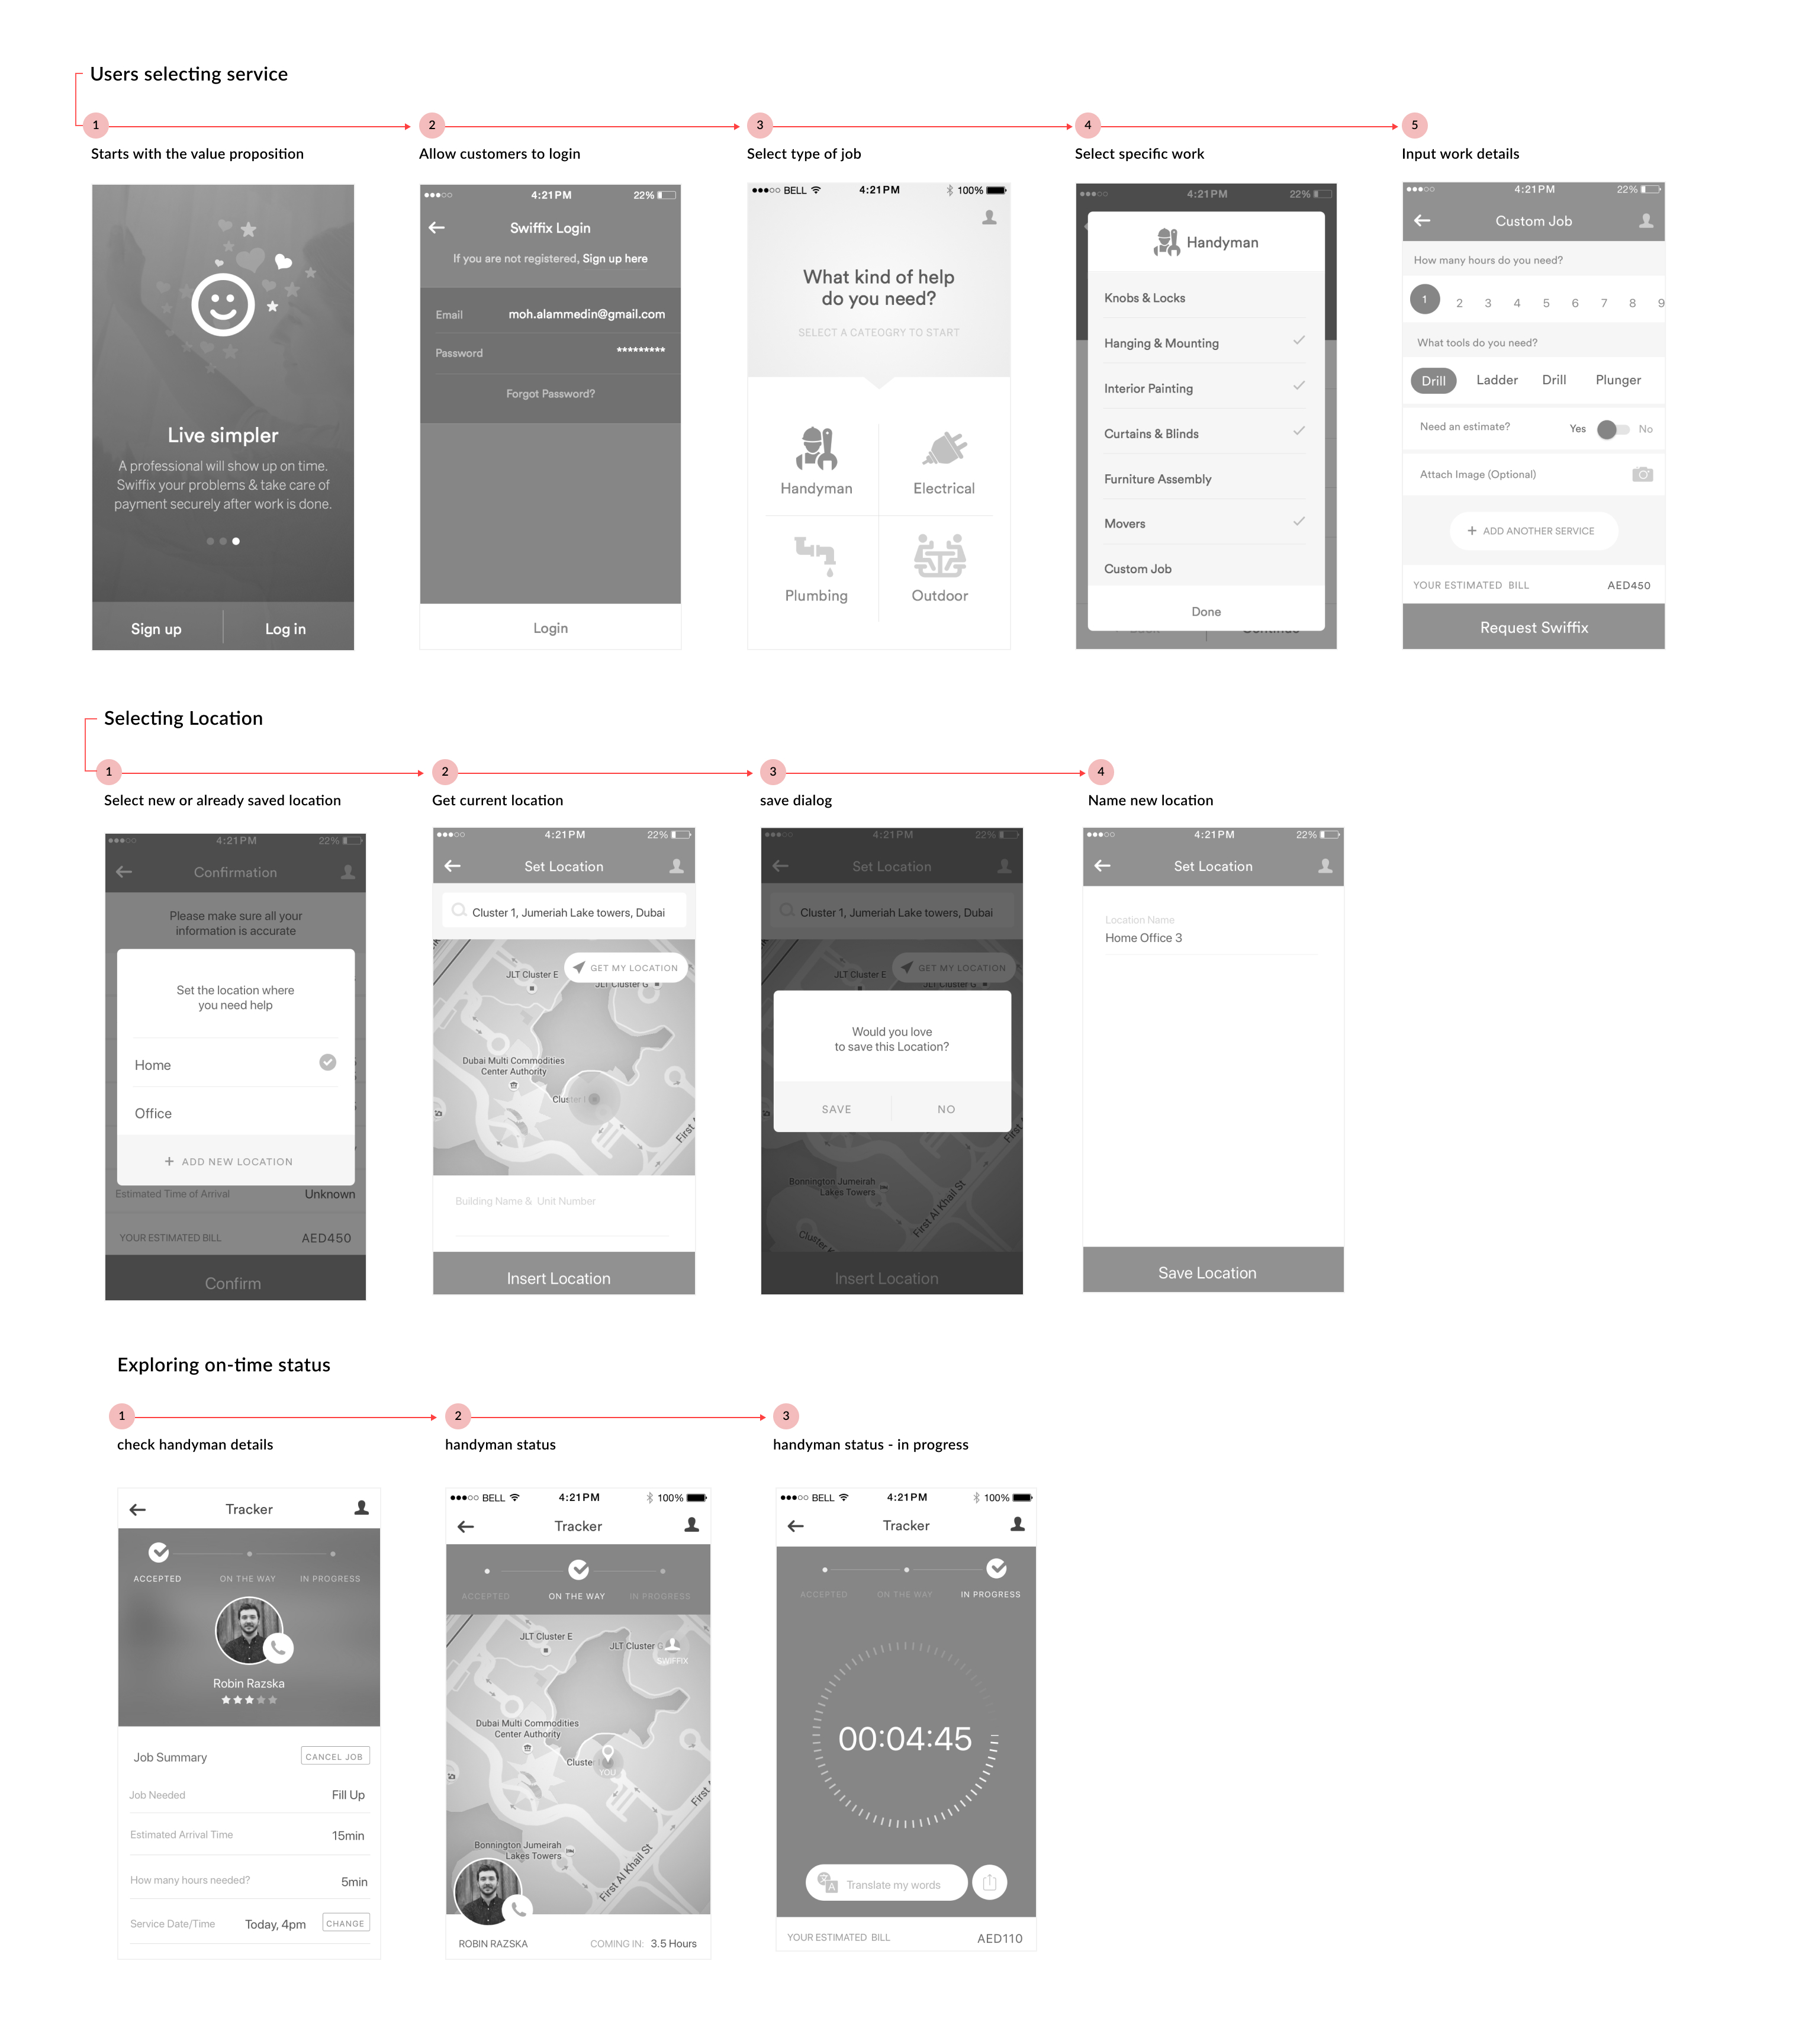 Users selecting service
1
2
3
4
5
Starts with the value proposition
Allow customers to login
Select type of job
Select specific work
Input work details
Live simpler
A professional will show up on time.
Swiffix your problems & take care of
payment securely after work is done.
Sign up
Log in
4:21PM
22%
Swiffix Login
If you are not registered, Sign up here
Email
moh.alammedin@gmail.com
Password
*********
Forgot Password?
Login
BELL
4:21PM
100%
What kind of help
do you need?
SELECT A CATEOGRY TO START
Handyman
Electrical
Plumbing
Outdoor
4:21PM
22%
Handyman
Knobs & Locks
Hanging & Mounting
Interior Painting
Curtains & Blinds
Furniture Assembly
Movers
Custom Job
Done
4:21PM
22%
Custom Job
How many hours do you need?
1 2 3 4 5 6 7 8 9
What tools do you need?
Drill Ladder Drill Plunger
Need an estimate?
Yes
No
Attach Image (Optional)
+ ADD ANOTHER SERVICE
YOUR ESTIMATED BILL
AED450
Request Swiffix
Selecting Location
1
2
3
4
Select new or already saved location
Get current location
save dialog
Name new location
4:21PM
22%
Confirmation
Please make sure all your
information is accurate
Set the location where
you need help
Home
Office
+ ADD NEW LOCATION
Estimated Time of Arrival
Unknown
YOUR ESTIMATED BILL
AED450
Confirm
4:21PM
22%
Set Location
Cluster 1, Jumeriah Lake towers, Dubai
GET MY LOCATION
JLT Cluster E
JLT Cluster G
Dubai Multi Commodities
Center Authority
Cluster I
First A
Building Name & Unit Number
Insert Location
4:21PM
22%
Set Location
Cluster 1, Jumeriah Lake towers, Dubai
GET MY LOCATION
JLT Cluster E
JLT Cluster G
Would you love
to save this Location?
SAVE
NO
First A
Bonnington Jumeirah
Lakes Towers
First Al Khail St
Cluster
Insert Location
4:21PM
22%
Set Location
Location Name
Home Office 3
Save Location
Exploring on-time status
1
2
3
check handyman details
handyman status
handyman status - in progress
Tracker
ACCEPTED
ON THE WAY
IN PROGRESS
Robin Razska
Job Summary
CANCEL JOB
Job Needed
Fill Up
Estimated Arrival Time
15min
How many hours needed?
5min
Service Date/Time
Today, 4pm
CHANGE
BELL
4:21PM
100%
Tracker
ACCEPTED
ON THE WAY
IN PROGRESS
JLT Cluster E
JLT Cluster G
SWIFFIX
Dubai Multi Commodities
Center Authority
Cluster
YOU
First A
Bonnington Jumeirah
Lakes Towers
First Al Khail St
ROBIN RAZSKA
COMING IN: 3.5 Hours
BELL
4:21PM
100%
Tracker
ACCEPTED
ON THE WAY
IN PROGRESS
00:04:45
Translate my words
YOUR ESTIMATED BILL
AED110